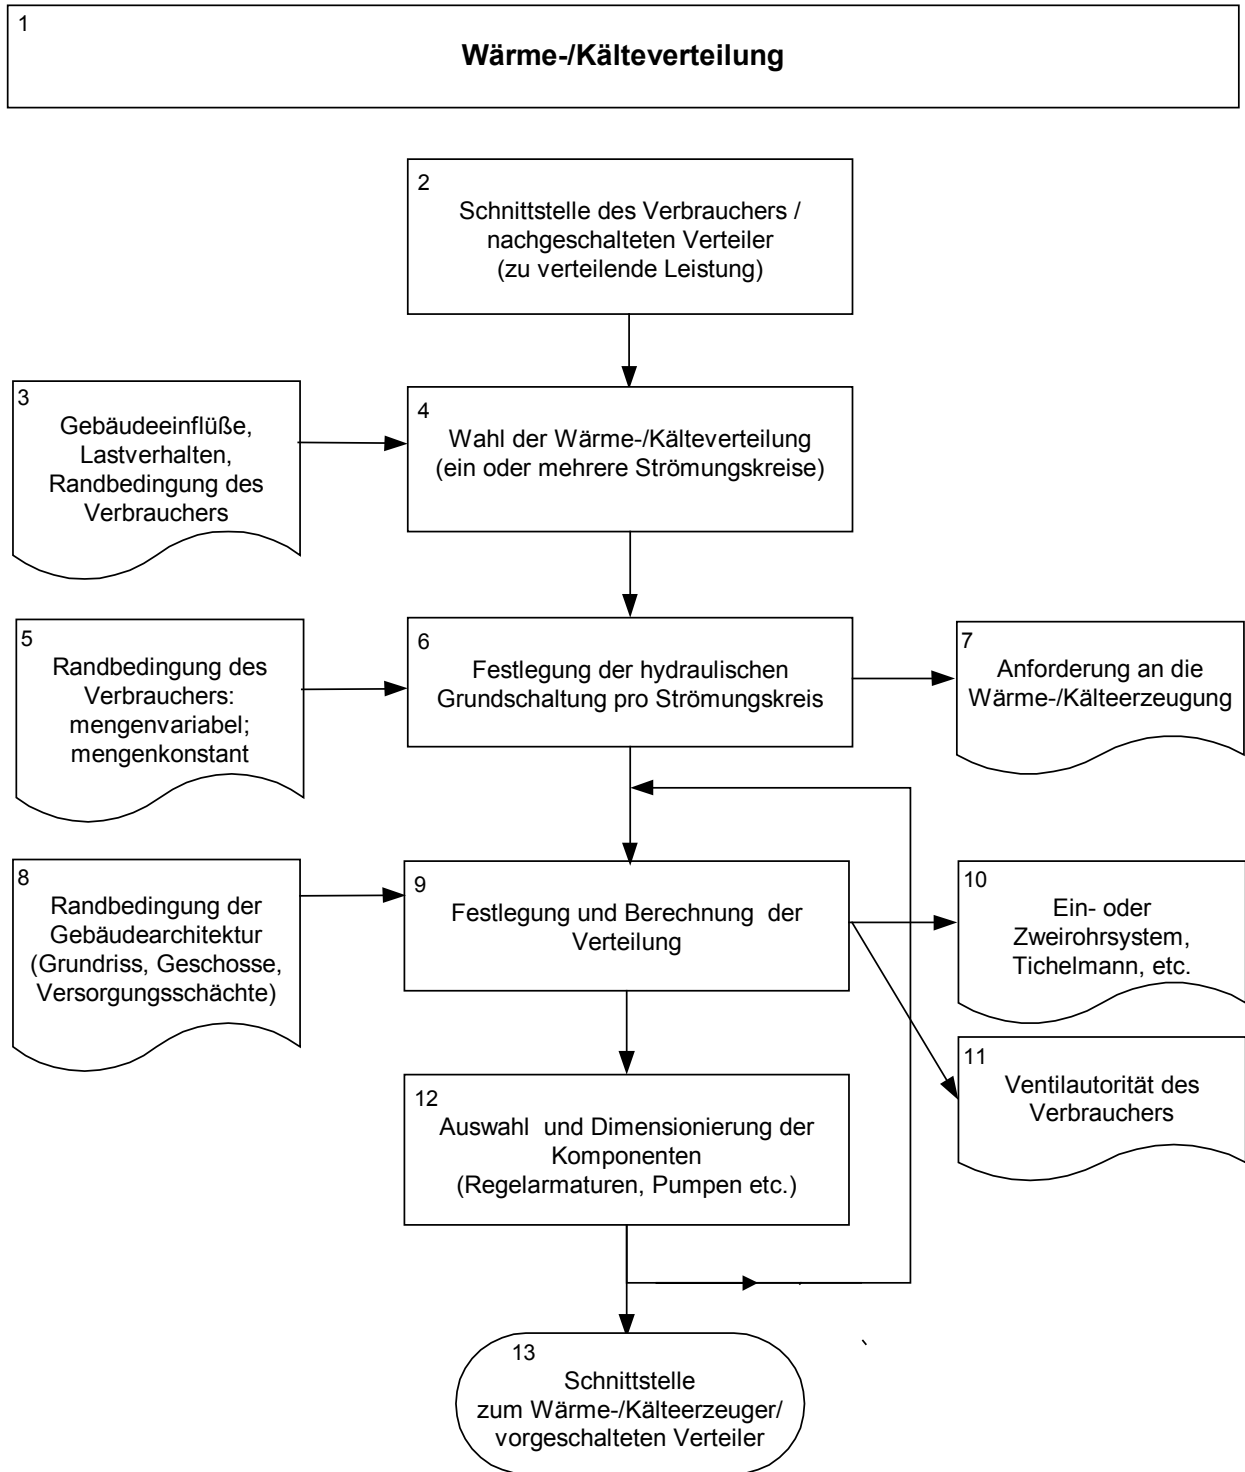 1
Wärme-/Kälteverteilung
2
Schnittstelle des Verbrauchers /
nachgeschalteten Verteiler
(zu verteilende Leistung)
3
Gebäudeeinflüße,
Lastverhalten,
Randbedingung des
Verbrauchers
4
Wahl der Wärme-/Kälteverteilung
(ein oder mehrere Strömungskreise)
5
Randbedingung des
Verbrauchers:
mengenvariabel;
mengenkonstant
6
Festlegung der hydraulischen
Grundschaltung pro Strömungskreis
7
Anforderung an die
Wärme-/Kälteerzeugung
8
Randbedingung der
Gebäudearchitektur
(Grundriss, Geschosse,
Versorgungsschächte)
9
Festlegung und Berechnung der
Verteilung
10
Ein- oder
Zweirohrsystem,
Tichelmann, etc.
11
Ventilautorität des
Verbrauchers
12
Auswahl und Dimensionierung der
Komponenten
(Regelarmaturen, Pumpen etc.)
13
Schnittstelle
zum Wärme-/Kälteerzeuger/
vorgeschalteten Verteiler